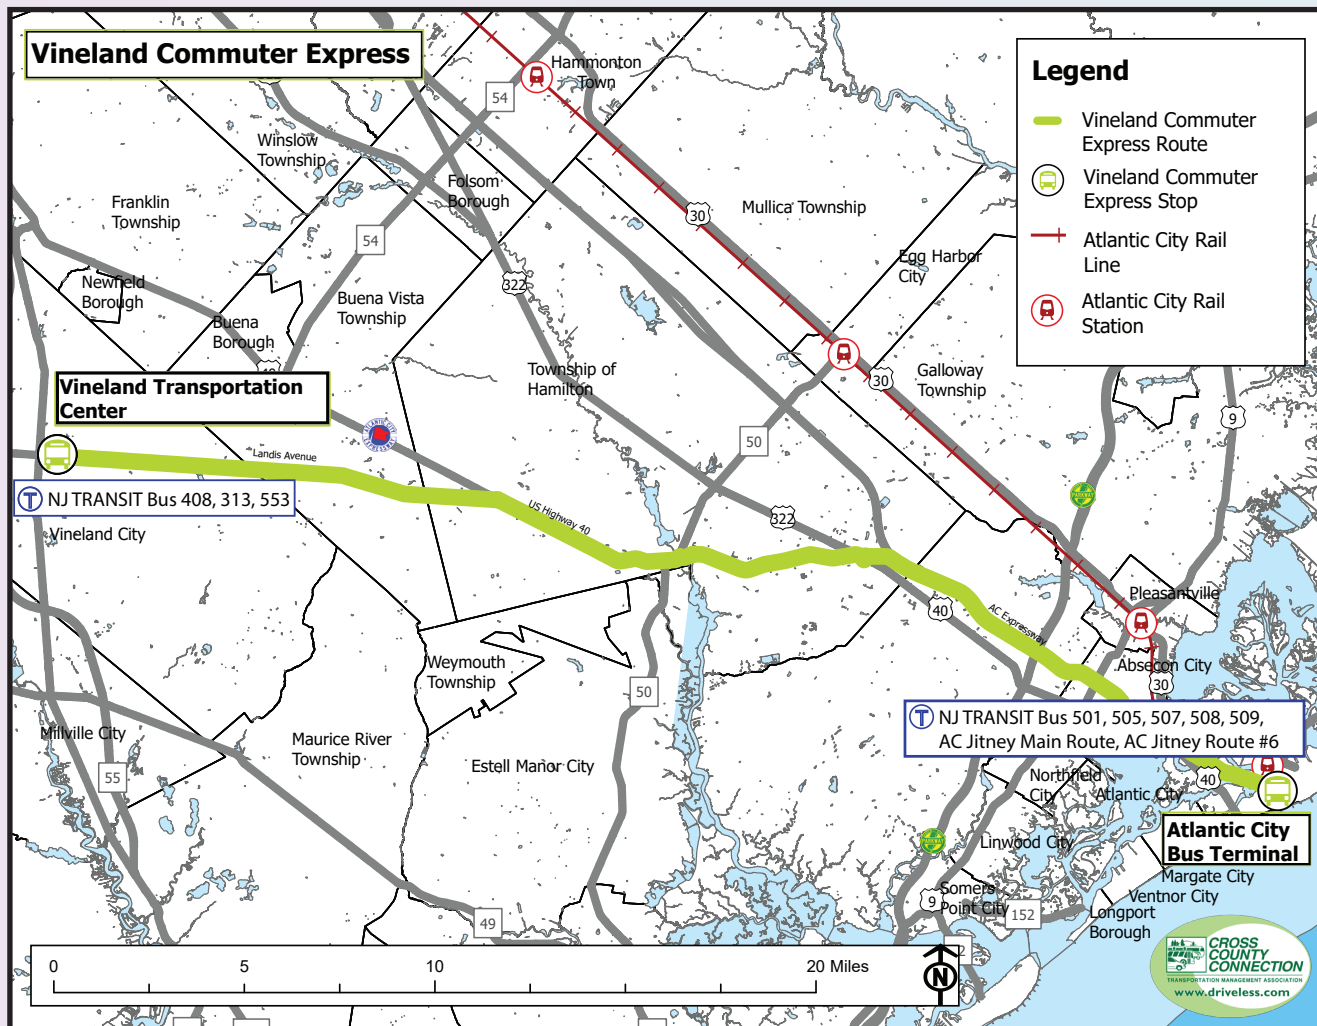 Vineland Commuter Express
Legend
Vineland Commuter
Express Route
Vineland Commuter
Express Stop
Atlantic City Rail
Line
Atlantic City Rail
Station
Hammonton
Town
54
Winslow
Township
Folsom
Borough
Franklin
Township
54
30
Mullica Township
Egg Harbor
City
Newfield
Borough
322
Buena Vista
Township
Buena
Borough
Township of
Hamilton
30
Galloway
Township
9
Vineland Transportation
Center
50
Landis Avenue
NJ TRANSIT Bus 408, 313, 553
PARKWAY
US Highway 40
322
Vineland City
Pleasantville
40
AC Expressway
Absecon City
Weymouth
Township
30
50
NJ TRANSIT Bus 501, 505, 507, 508, 509,
AC Jitney Main Route, AC Jitney Route #6
Millville City
Maurice River
Township
Estell Manor City
55
Northfield
City
Atlantic City
40
Linwood City
PARKWAY
Atlantic City
Bus Terminal
Margate City
Ventnor City
Somers
Point City
9
152
Longport
Borough
49
0
5
10
20 Miles
N
2
CROSS
COUNTY
CONNECTION
TRANSPORTATION MANAGEMENT ASSOCIATION
www.driveless.com